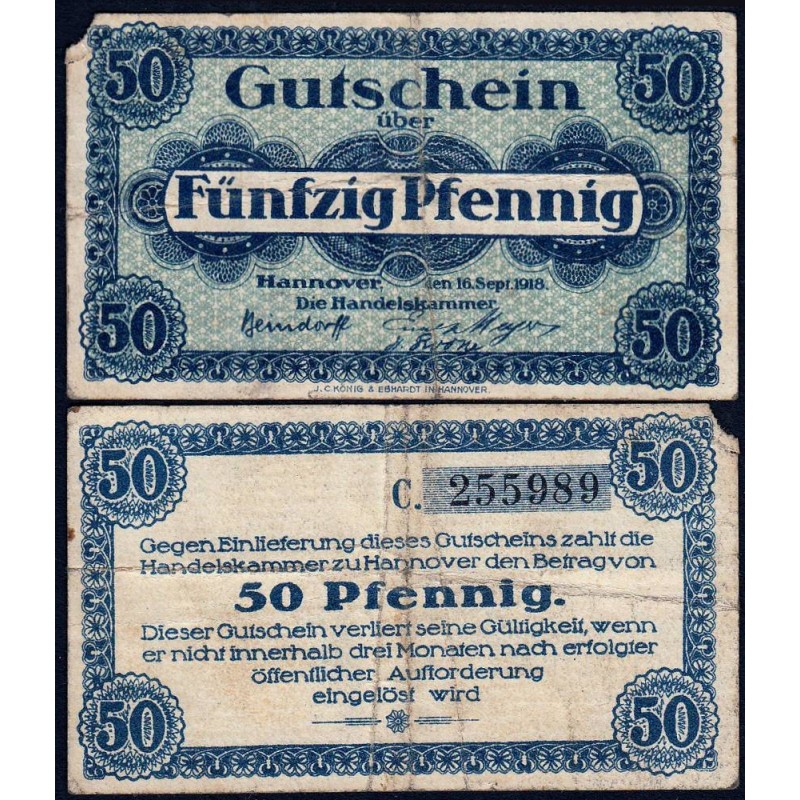 50 50
Gutschein
über
Fünfzig Pfennig
Hannover, den 16. Sept. 1918.
Die Handelskammer
Beindorff
50 50
J. C. KÖNIG & EBHARDT IN HANNOVER.
50 50
C. 255989
Gegen Einlieferung dieses Gutscheins zahlt die
Handelskammer zu Hannover den Betrag von
50 Pfennig.
Dieser Gutschein verliert seine Gültigkeit, wenn
er nicht innerhalb drei Monaten nach erfolgter
öffentlicher Aufforderung
eingelöst wird
50 50